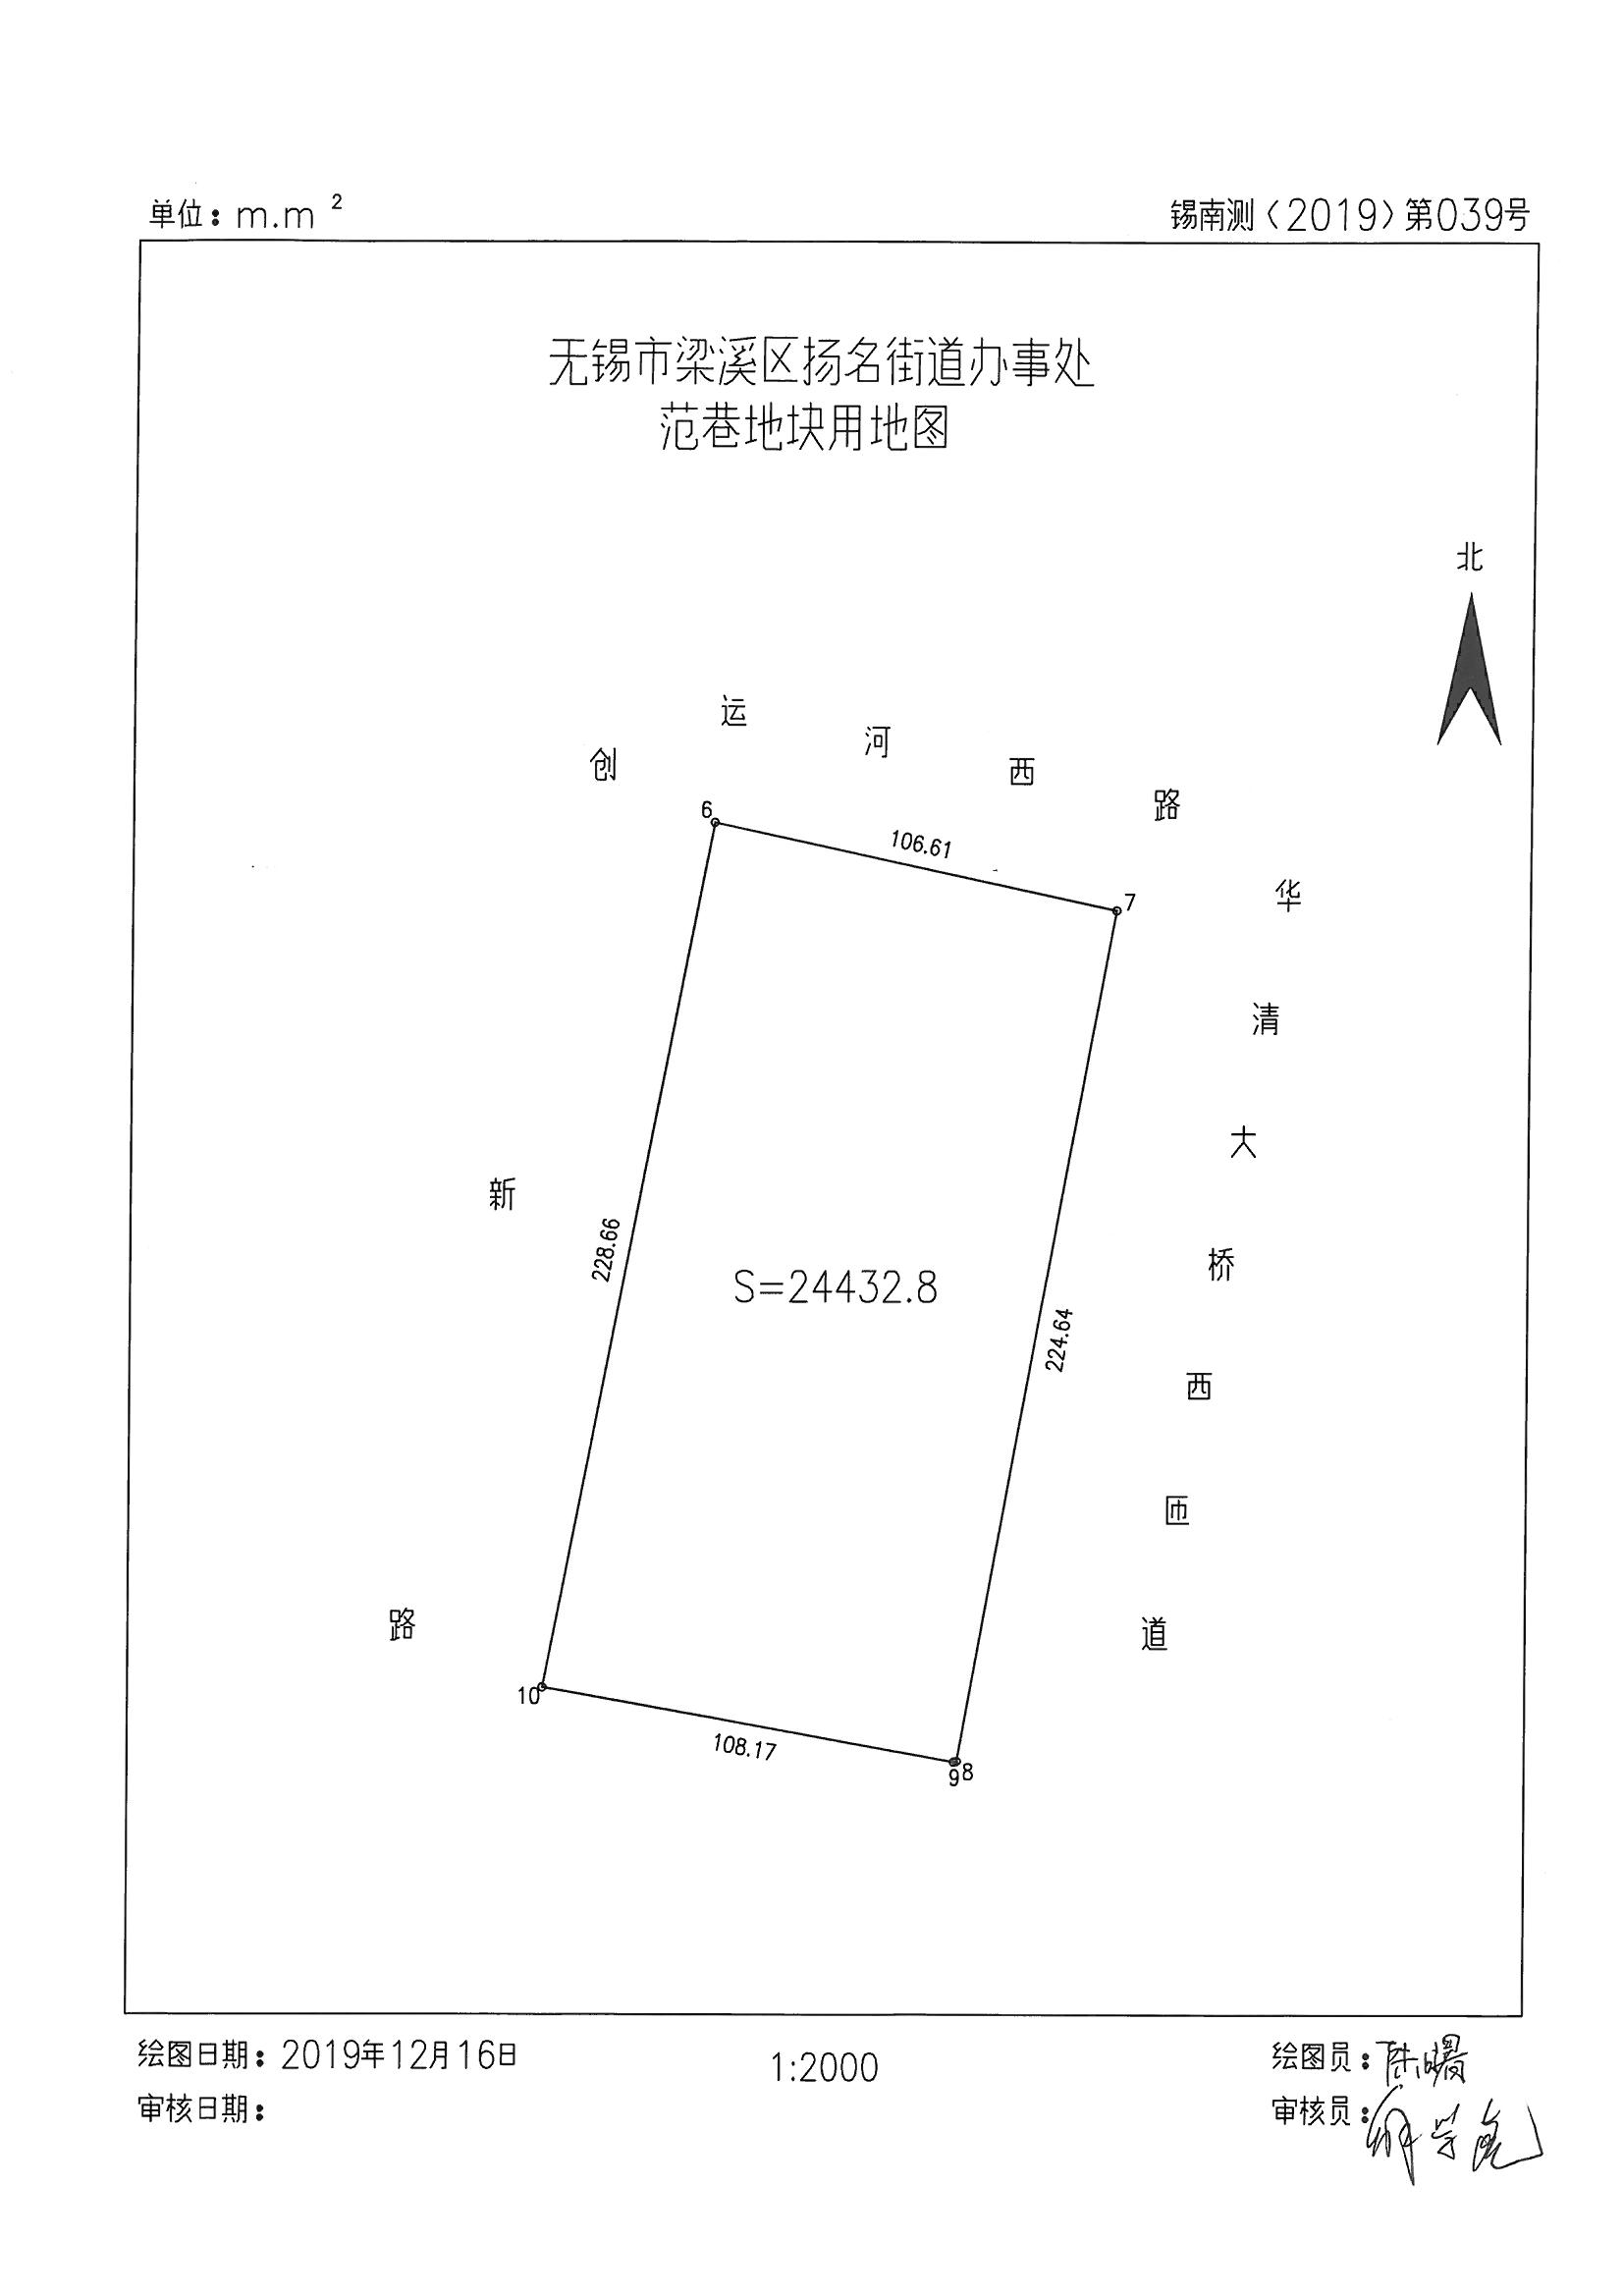 单位：m.m²
锡南测〈2019〉第039号
无锡市梁溪区扬名街道办事处
范巷地块用地图
北
运河西路
创新路
华清大桥西匝道
6
106.61
7
228.66
S=24432.8
224.64
10
108.17
98
绘图日期：2019年12月16日
1:2000
绘图员：陈曙
审核日期：
审核员：